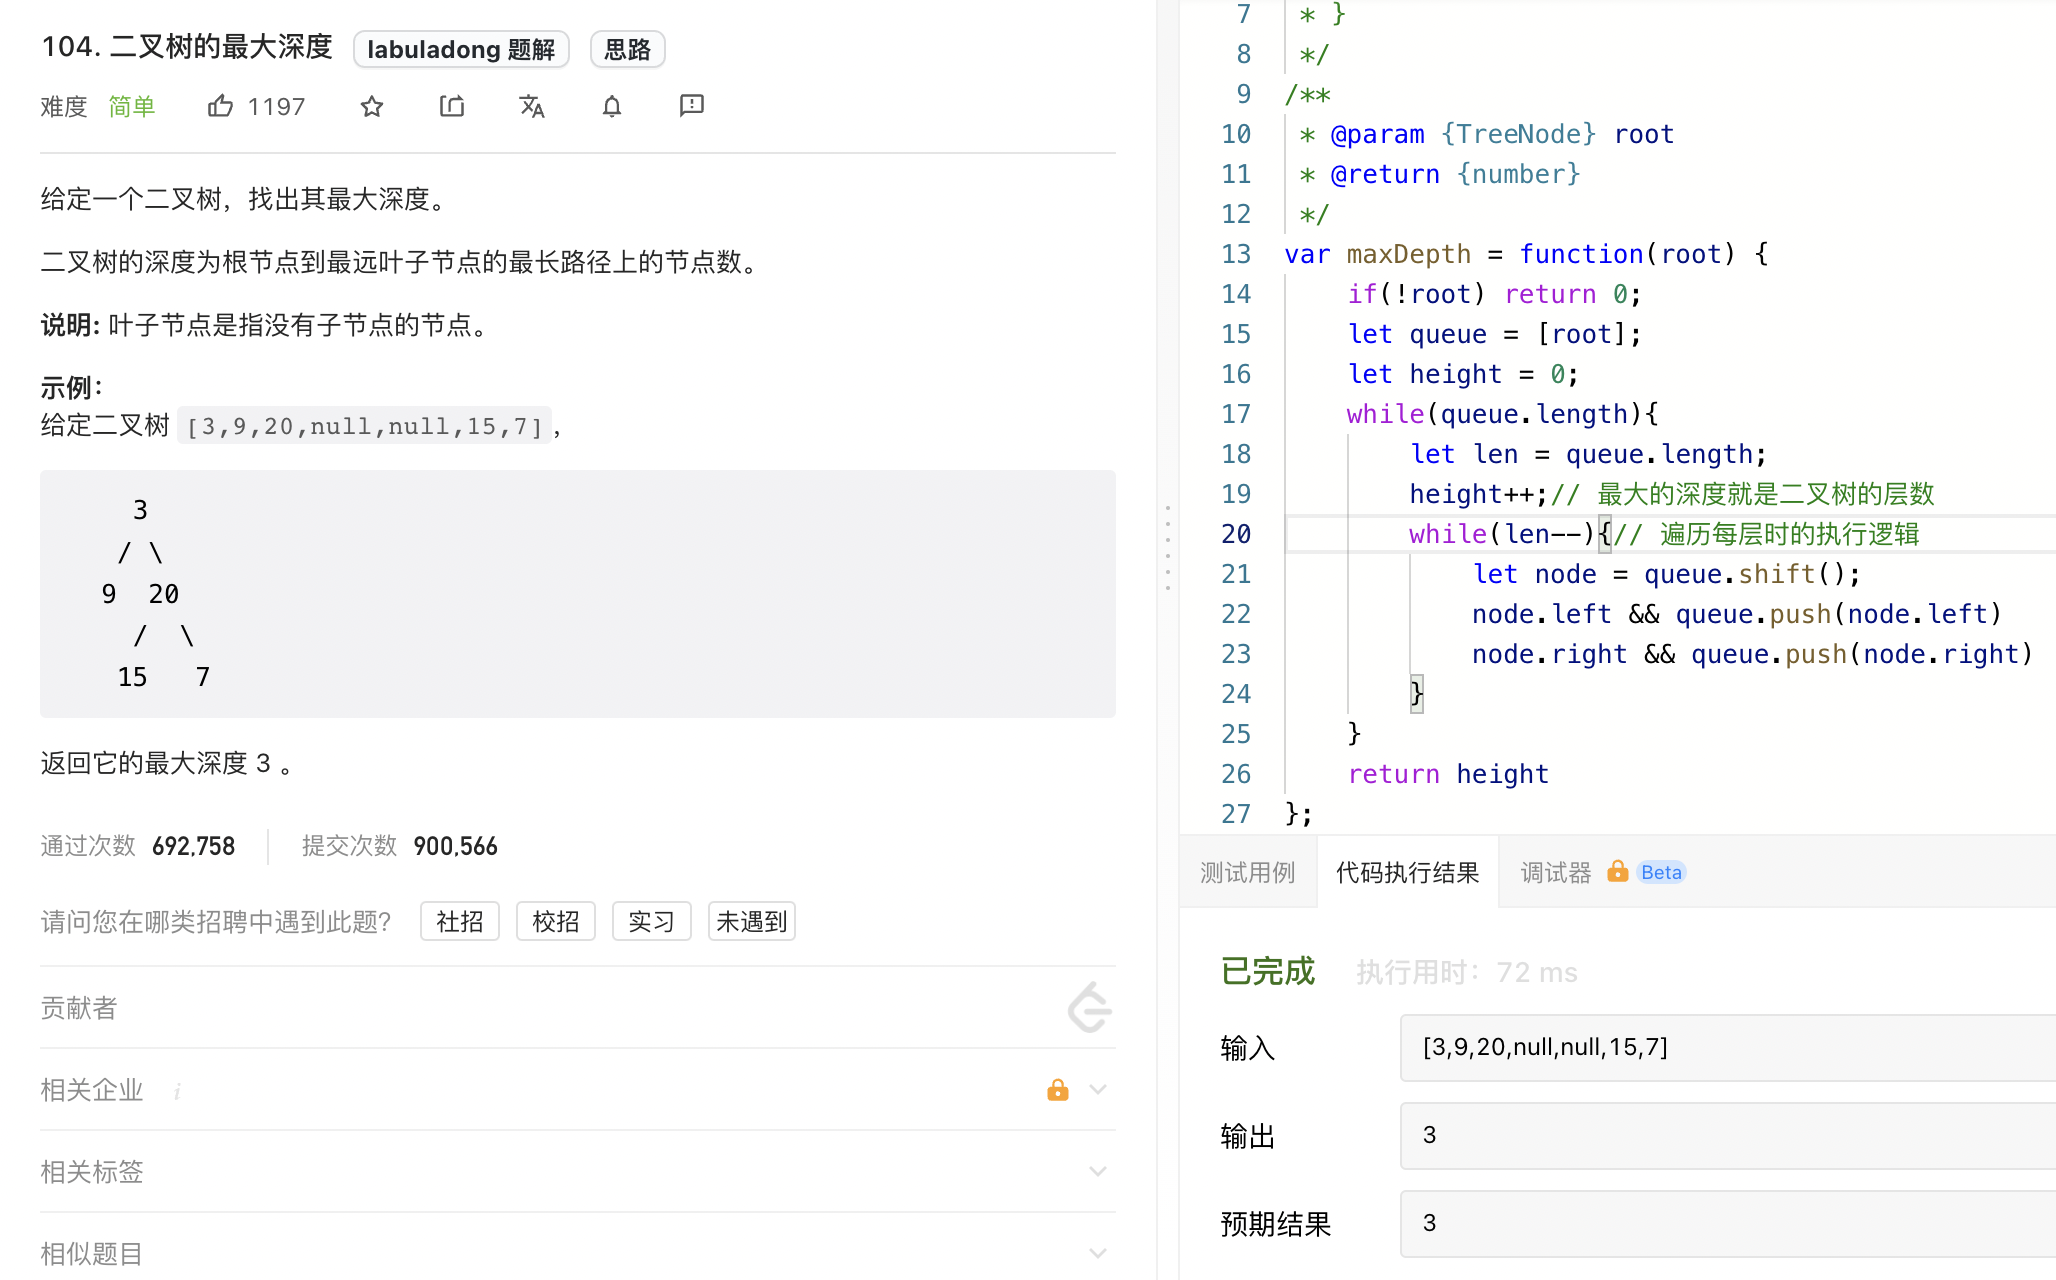 104. 二叉树的最大深度 labuladong 题解 思路
难度 简单 1197
给定一个二叉树，找出其最大深度。
二叉树的深度为根节点到最远叶子节点的最长路径上的节点数。
说明: 叶子节点是指没有子节点的节点。
示例：
给定二叉树 [3,9,20,null,null,15,7]，
3
/ \
9 20
/ \
15 7
返回它的最大深度 3 。
通过次数 692,758 提交次数 900,566
请问您在哪类招聘中遇到此题？ 社招 校招 实习 未遇到
贡献者
相关企业 i
相关标签
相似题目
7 * }
8 */
9 /**
10 * @param {TreeNode} root
11 * @return {number}
12 */
13 var maxDepth = function(root) {
14 if(!root) return 0;
15 let queue = [root];
16 let height = 0;
17 while(queue.length){
18 let len = queue.length;
19 height++;// 最大的深度就是二叉树的层数
20 while(len--){// 遍历每层时的执行逻辑
21 let node = queue.shift();
22 node.left && queue.push(node.left)
23 node.right && queue.push(node.right)
24 }
25 }
26 return height
27 };
测试用例 代码执行结果 调试器 Beta
已完成 执行用时：72 ms
输入 [3,9,20,null,null,15,7]
输出 3
预期结果 3